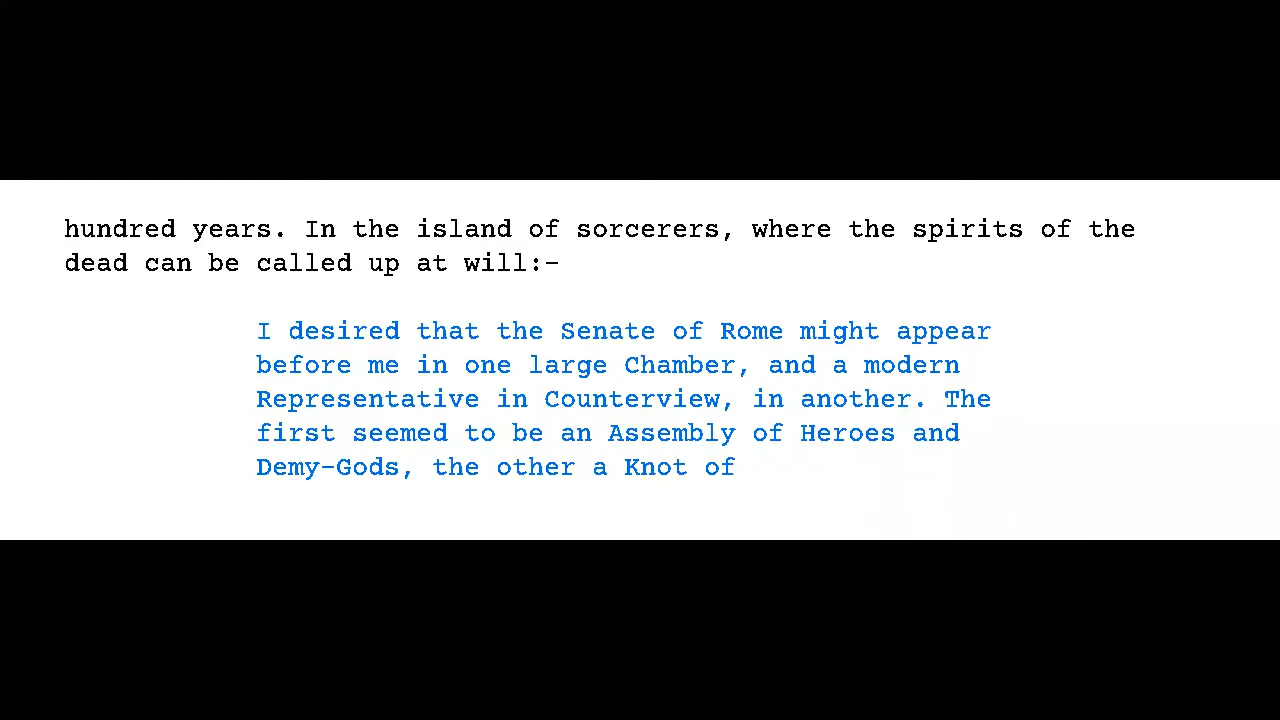 hundred years. In the island of sorcerers, where the spirits of the
dead can be called up at will:-
I desired that the Senate of Rome might appear
before me in one large Chamber, and a modern
Representative in Counterview, in another. The
first seemed to be an Assembly of Heroes and
Demy-Gods, the other a Knot of